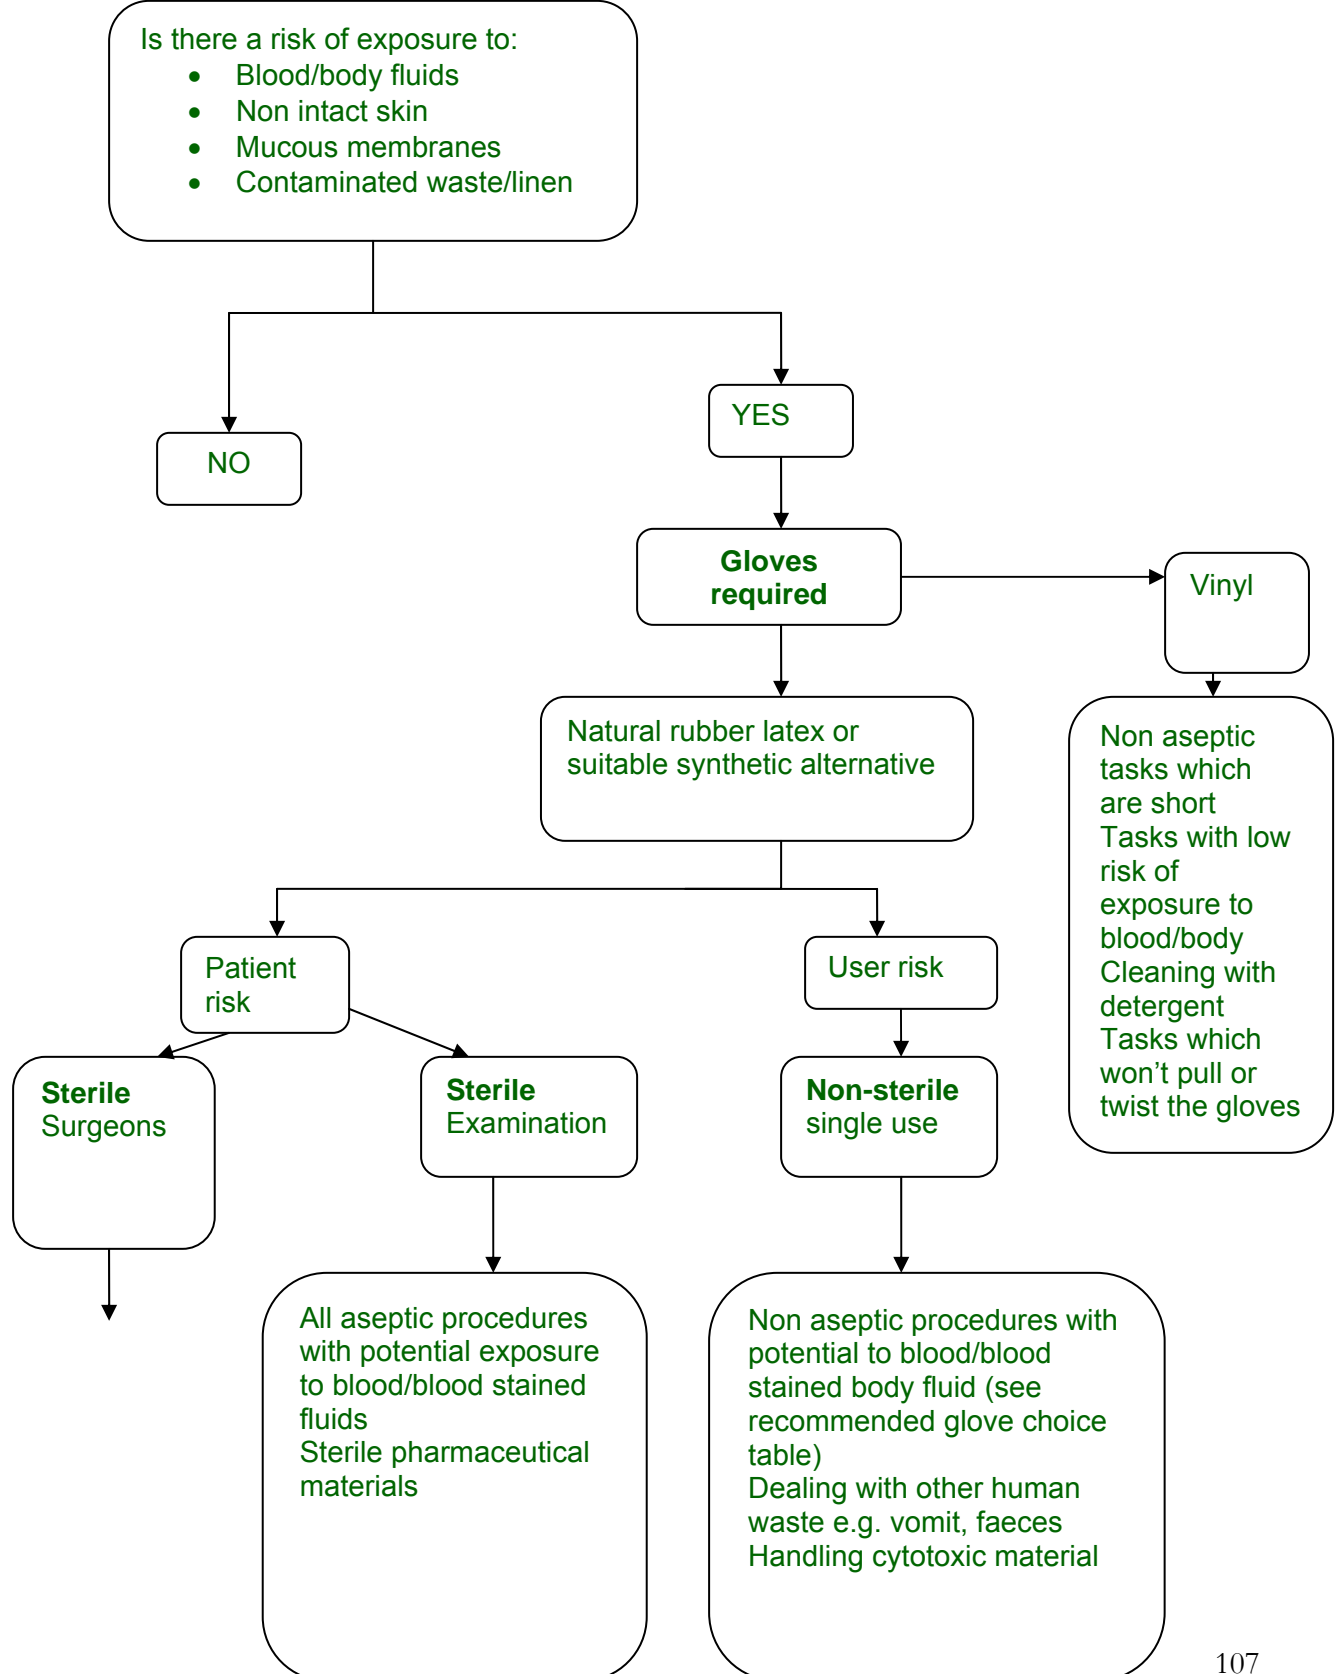 Is there a risk of exposure to:
• Blood/body fluids
• Non intact skin
• Mucous membranes
• Contaminated waste/linen
NO
YES
Gloves
required
Vinyl
Natural rubber latex or
suitable synthetic alternative
Non aseptic
tasks which
are short
Tasks with low
risk of
exposure to
blood/body
Cleaning with
detergent
Tasks which
won’t pull or
twist the gloves
Patient
risk
User risk
Sterile
Surgeons
Sterile
Examination
Non-sterile
single use
All aseptic procedures
with potential exposure
to blood/blood stained
fluids
Sterile pharmaceutical
materials
Non aseptic procedures with
potential to blood/blood
stained body fluid (see
recommended glove choice
table)
Dealing with other human
waste e.g. vomit, faeces
Handling cytotoxic material
107